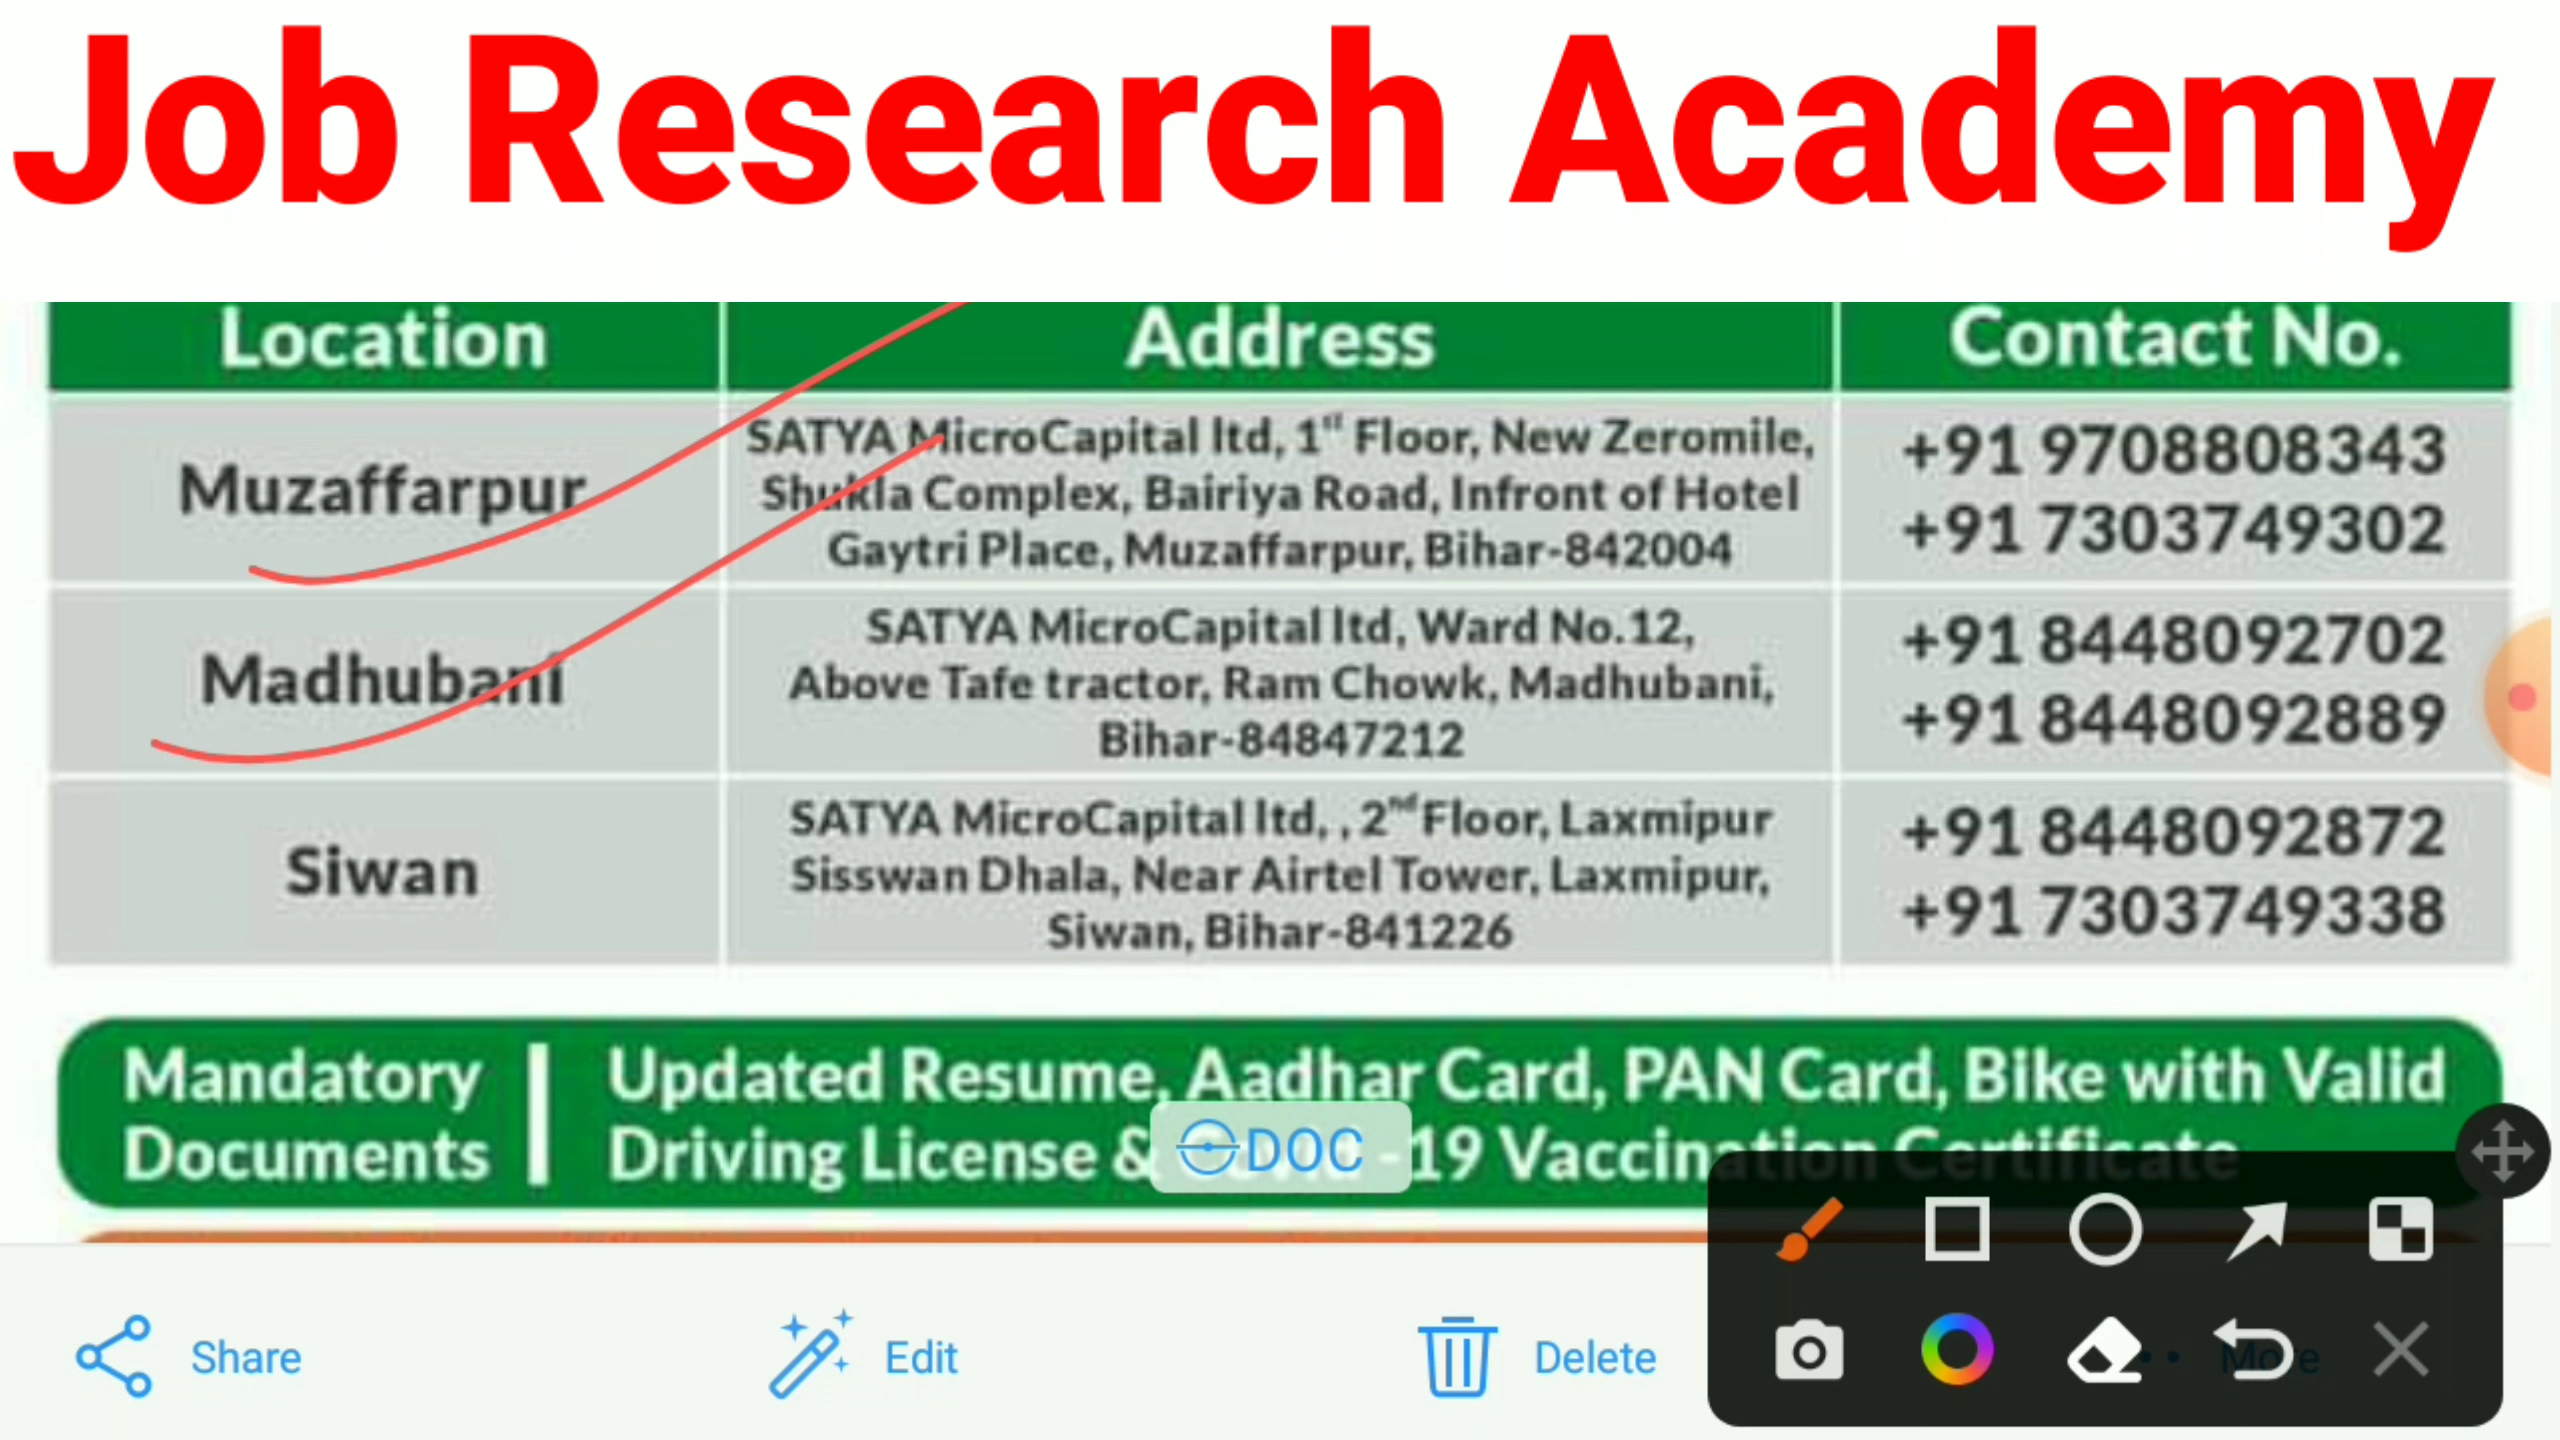 Job Research Academy
Location Address Contact No.
Muzaffarpur
SATYA MicroCapital ltd, 1st Floor, New Zeromile,
Shukla Complex, Bairiya Road, Infront of Hotel
Gaytri Place, Muzaffarpur, Bihar-842004
+91 9708808343
+91 7303749302
Madhubani
SATYA MicroCapital ltd, Ward No.12,
Above Tafe tractor, Ram Chowk, Madhubani,
Bihar-84847212
+91 8448092702
+91 8448092889
Siwan
SATYA MicroCapital ltd, , 2nd Floor, Laxmipur
Sisswan Dhala, Near Airtel Tower, Laxmipur,
Siwan, Bihar-841226
+91 8448092872
+91 7303749338
Mandatory
Documents
Updated Resume, Aadhar Card, PAN Card, Bike with Valid
Driving License & -19 Vaccination Certificate
DOC
Share Edit Delete More